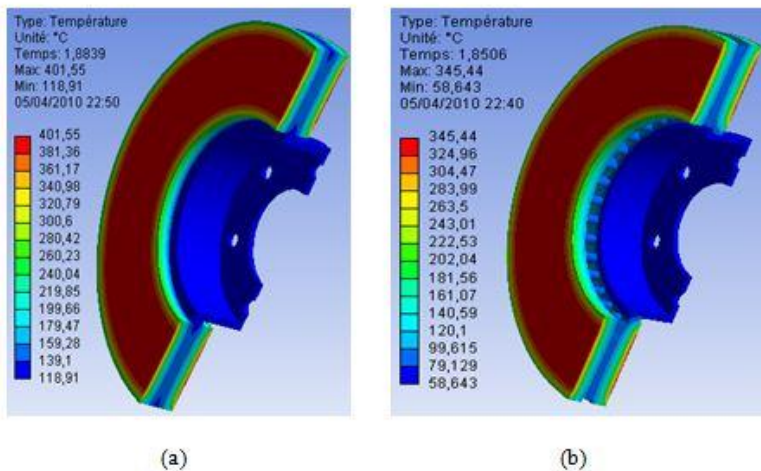 Type: Température
Unité: °C
Temps: 1,8839
Max: 401,55
Min: 118,91
05/04/2010 22:50
401,55
381,36
361,17
340,98
320,79
300,6
280,42
260,23
240,04
219,85
199,66
179,47
159,28
139,1
118,91
(a)
Type: Température
Unité: °C
Temps: 1,8506
Max: 345,44
Min: 58,643
05/04/2010 22:40
345,44
324,96
304,47
283,99
263,5
243,01
222,53
202,04
181,56
161,07
140,59
120,1
99,615
79,129
58,643
(b)